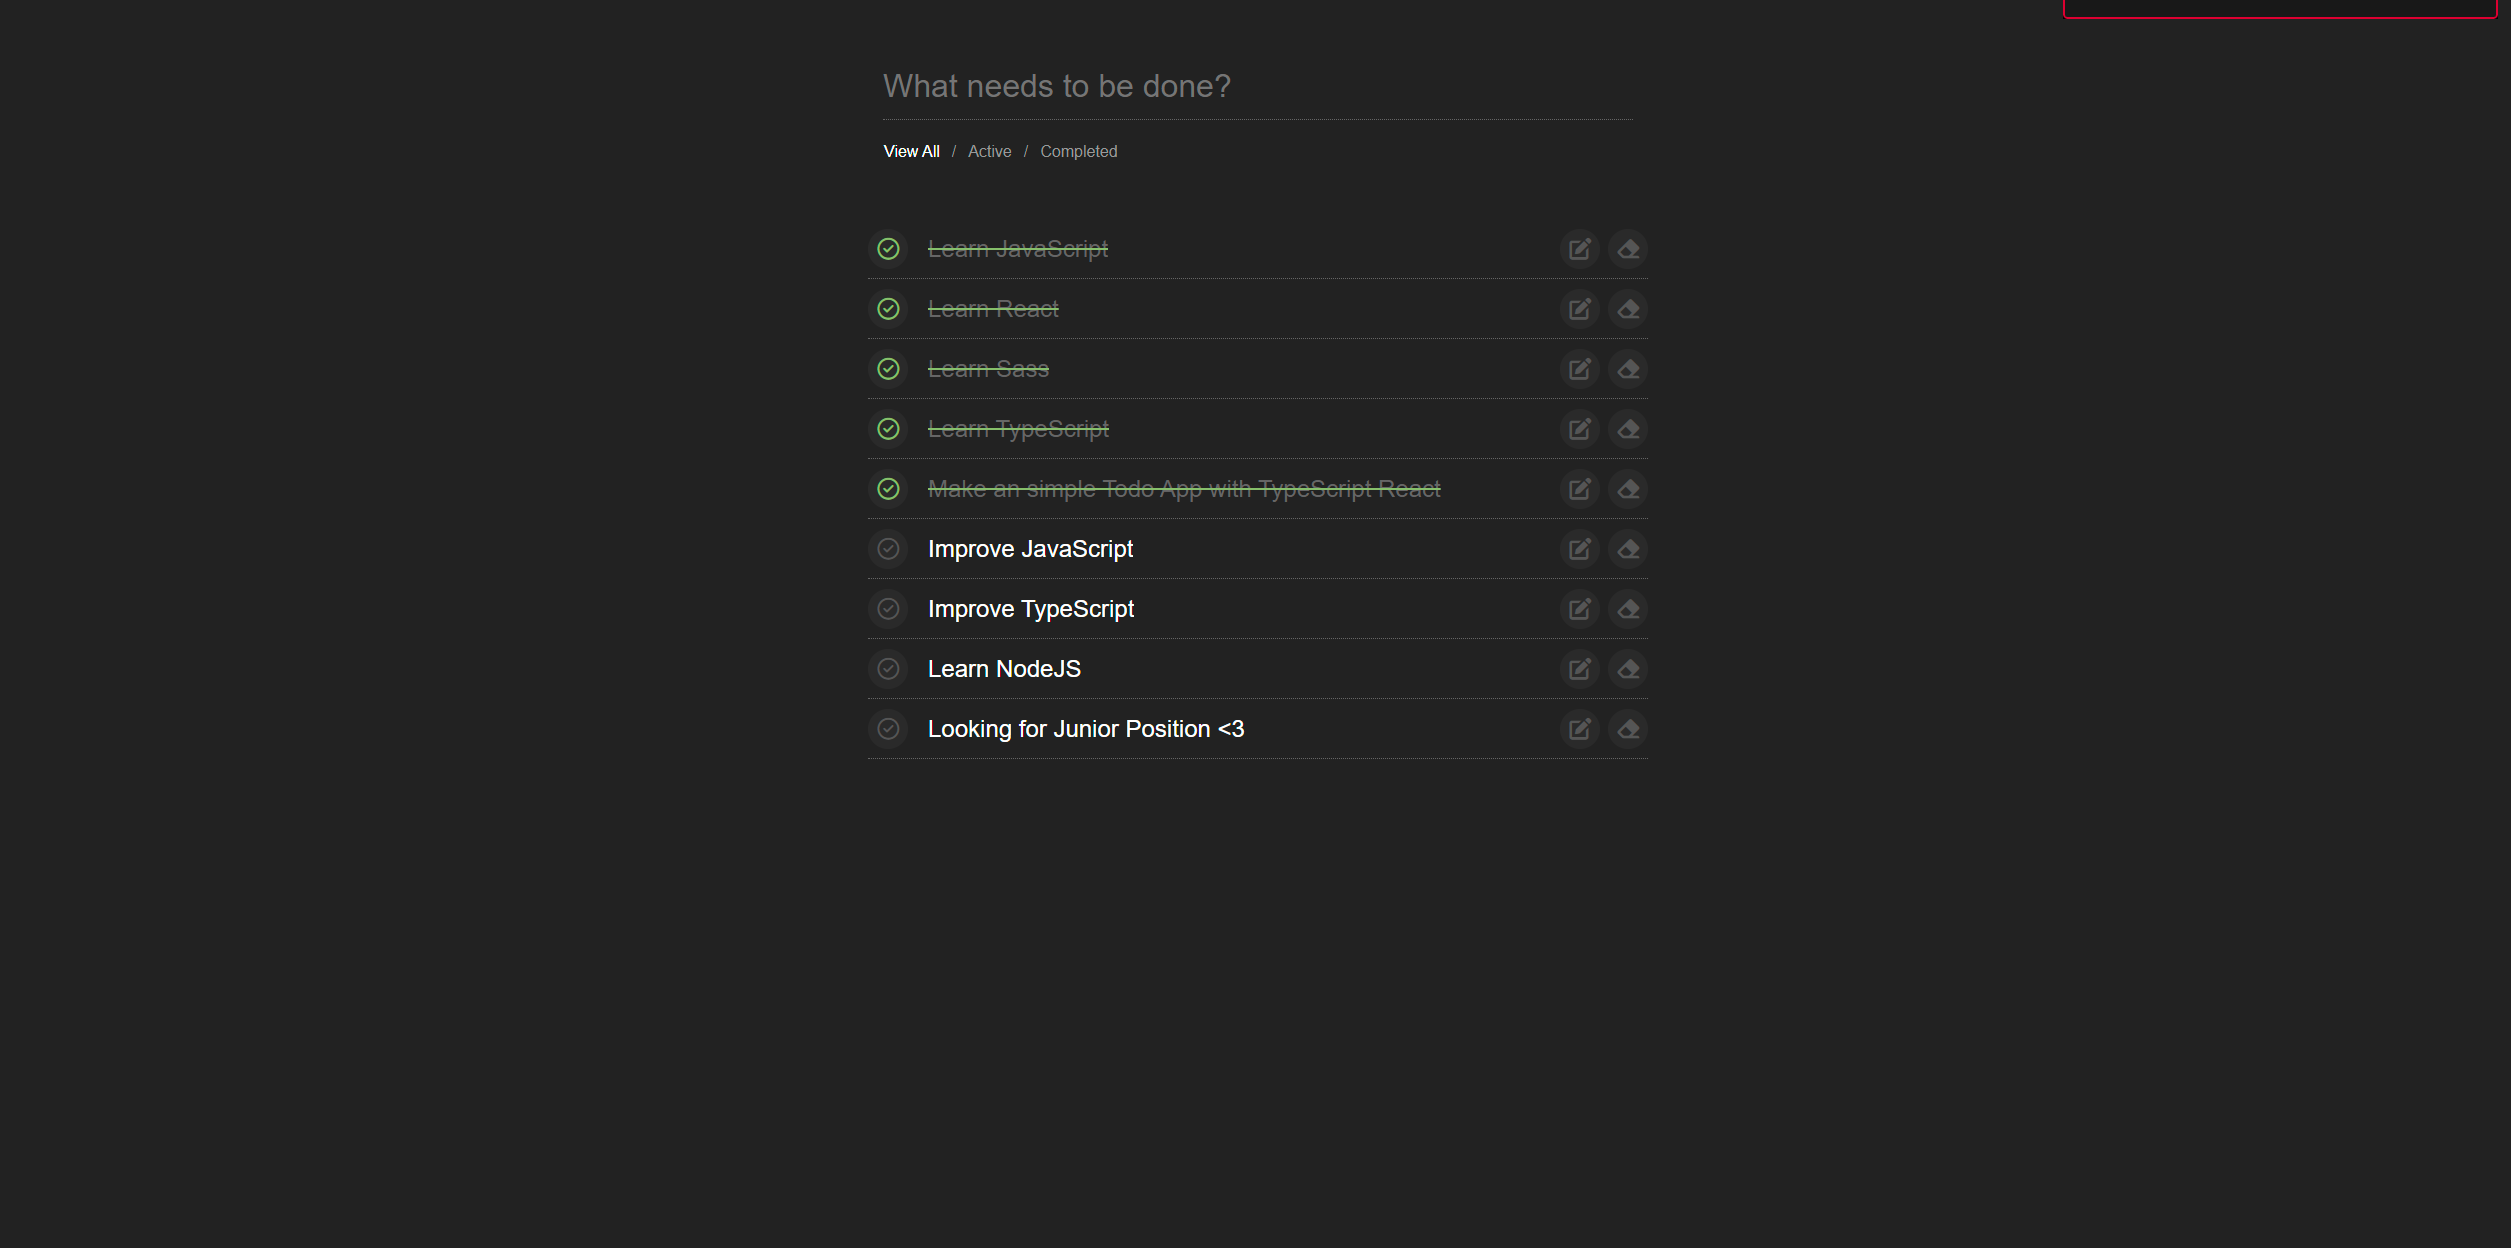 What needs to be done?
View All / Active / Completed
Learn JavaScript
Learn React
Learn Sass
Learn TypeScript
Make an simple Todo App with TypeScript React
Improve JavaScript
Improve TypeScript
Learn NodeJS
Looking for Junior Position <3